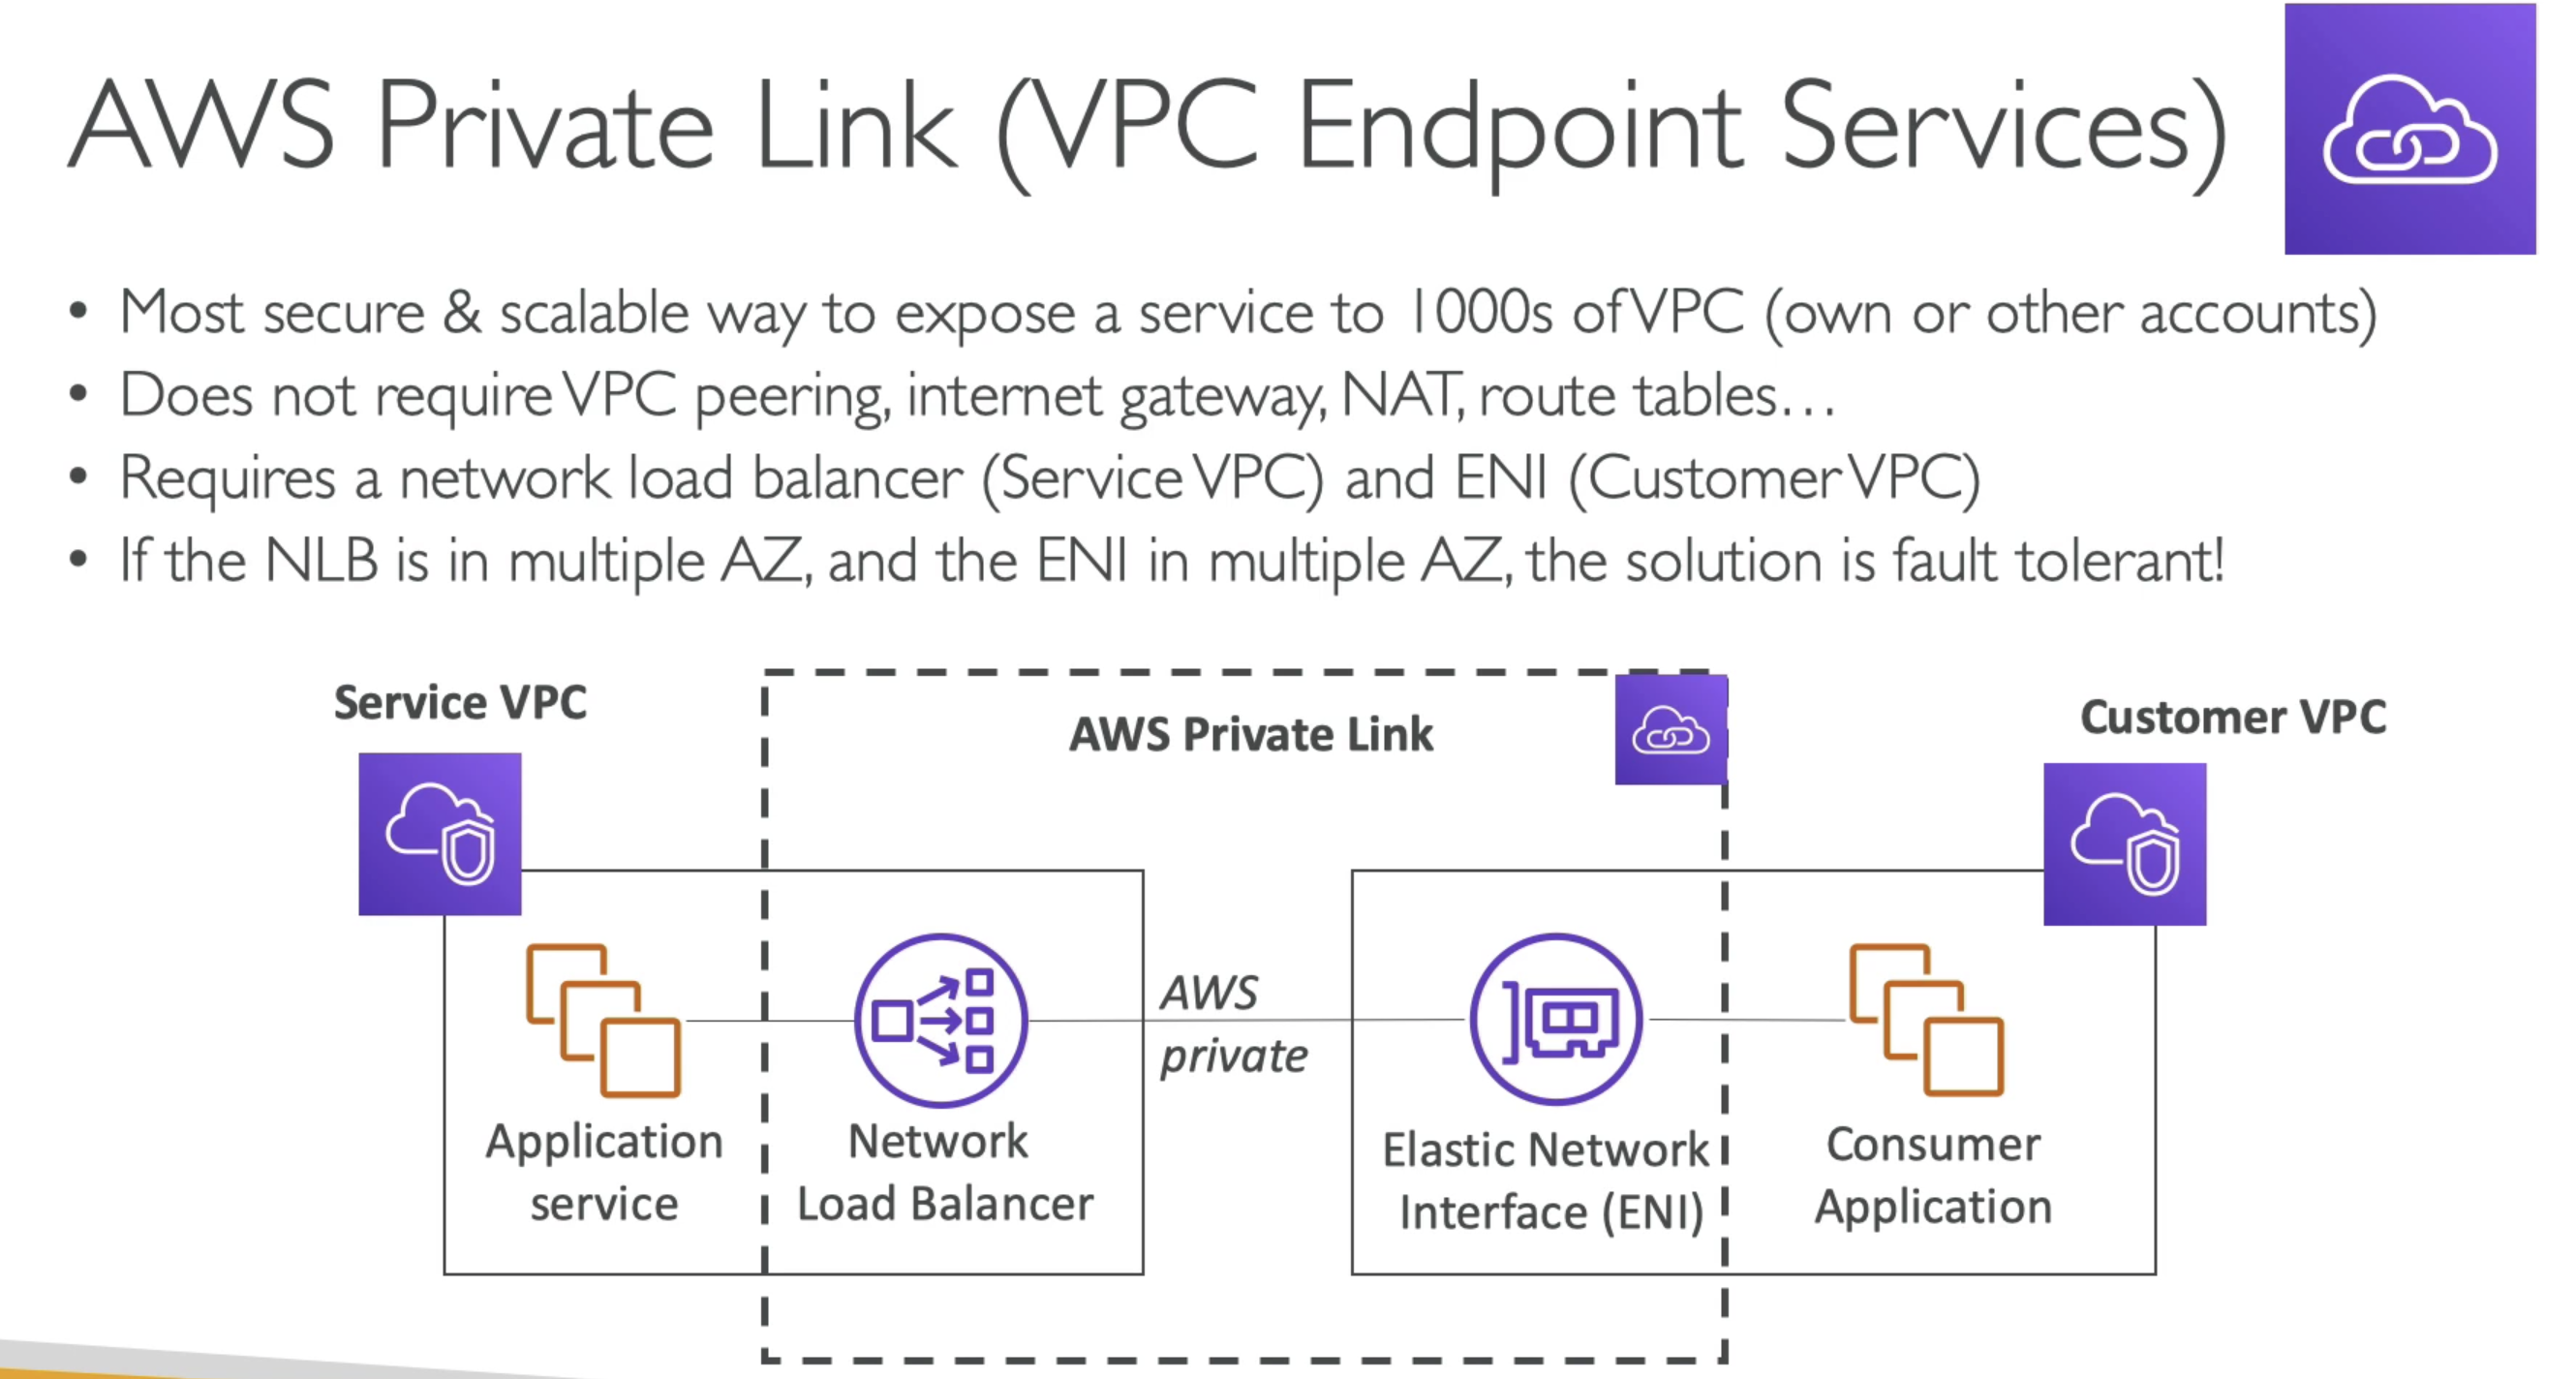 AWS Private Link (VPC Endpoint Services)
• Most secure & scalable way to expose a service to 1000s of VPC (own or other accounts)
• Does not require VPC peering, internet gateway, NAT, route tables…
• Requires a network load balancer (Service VPC) and ENI (Customer VPC)
• If the NLB is in multiple AZ, and the ENI in multiple AZ, the solution is fault tolerant!
Service VPC
AWS Private Link
Customer VPC
Application
service
Network
Load Balancer
AWS
private
Elastic Network
Interface (ENI)
Consumer
Application